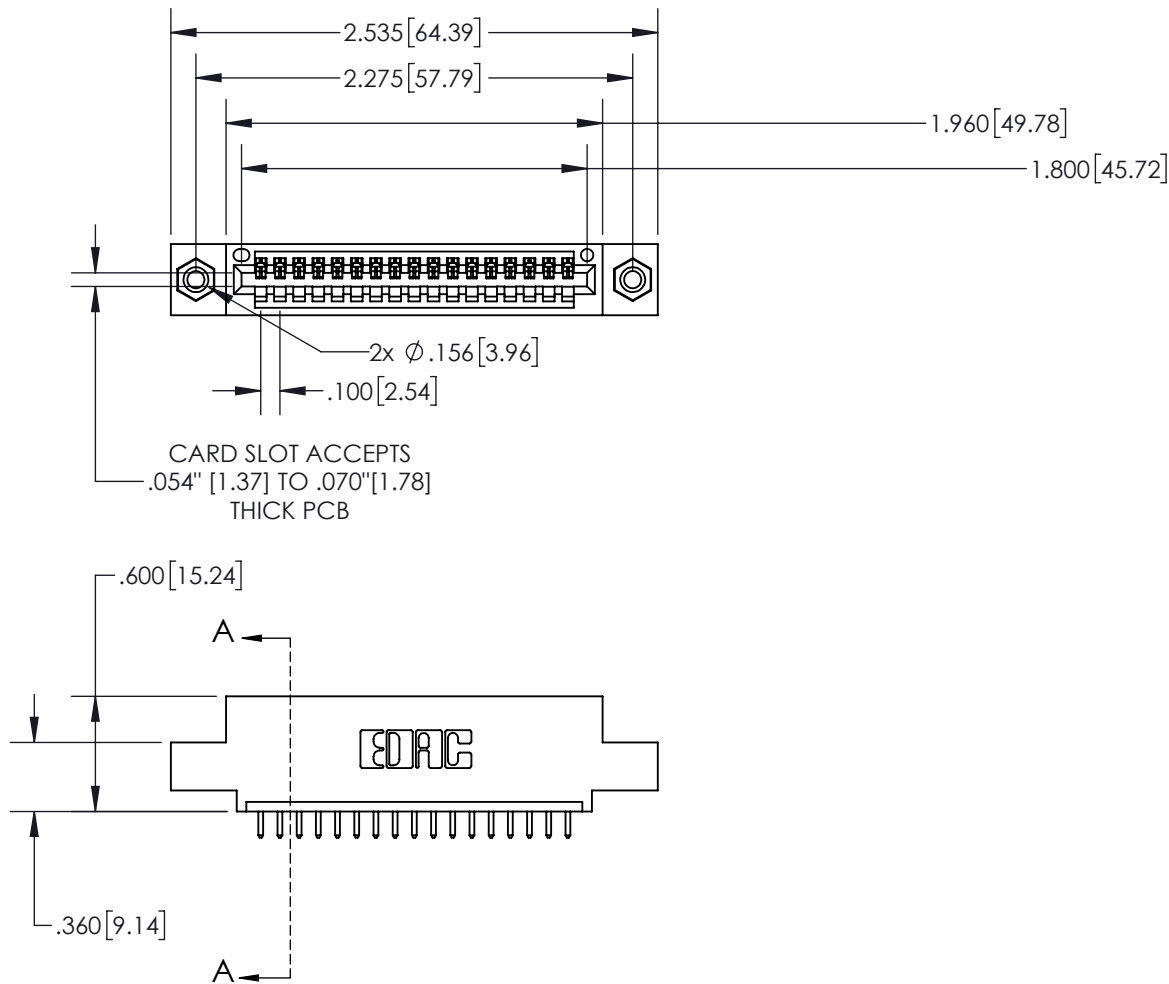 2.535[64.39]
2.275[57.79]
1.960[49.78]
1.800[45.72]
2x Ø.156[3.96]
.100[2.54]
CARD SLOT ACCEPTS
.054" [1.37] TO .070"[1.78]
THICK PCB
.600[15.24]
A
EDAC
.360[9.14]
A